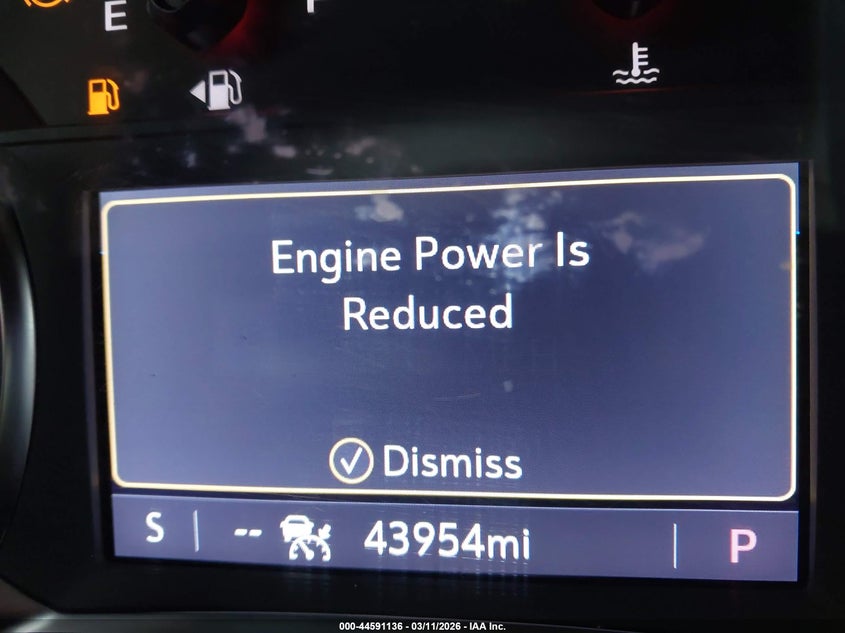 E
F
Engine Power Is
Reduced
Dismiss
S -- 43954mi P
000-44591136 - 03/11/2026 - IAA Inc.